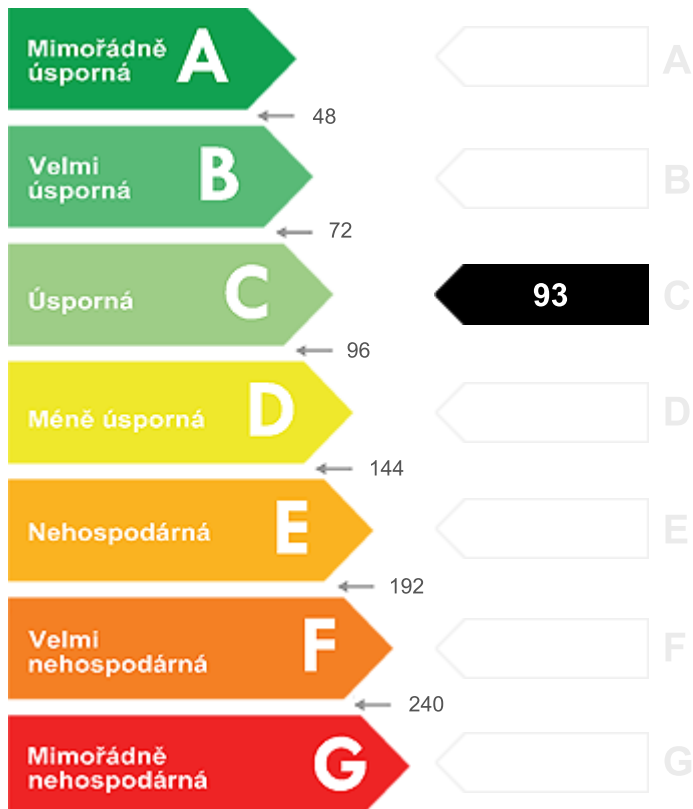 Mimořádně
úsporná
A
A
48
Velmi
úsporná
B
B
72
Úsporná
C
93
C
96
Méně úsporná
D
D
144
Nehospodárná
E
E
192
Velmi
nehospodárná
F
F
240
Mimořádně
nehospodárná
G
G